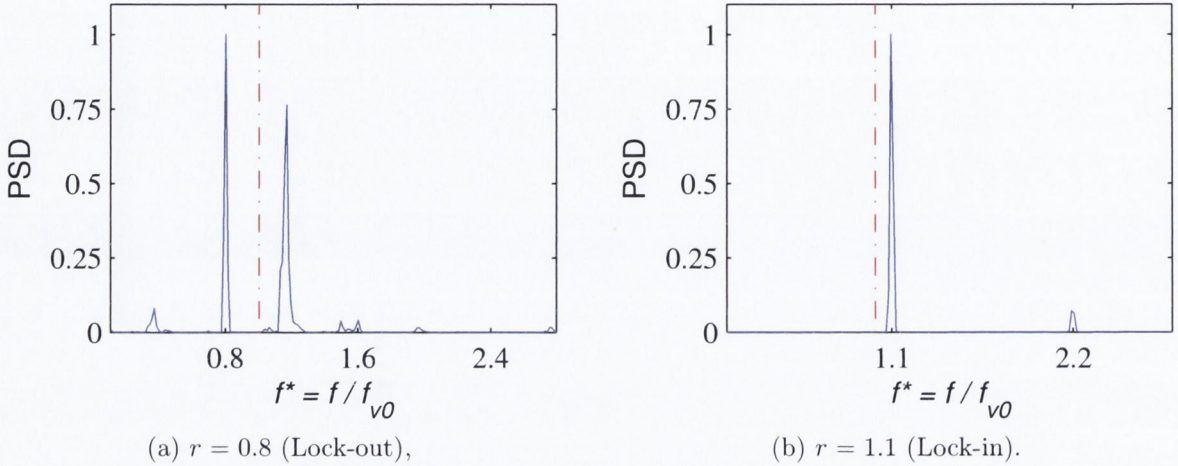 1
0.75
PSD
0.5
0.25
0
0.8 1.6 2.4
f* = f / f_v0
(a) r = 0.8 (Lock-out),
1
0.75
PSD
0.5
0.25
0
1.1 2.2
f* = f / f_v0
(b) r = 1.1 (Lock-in).